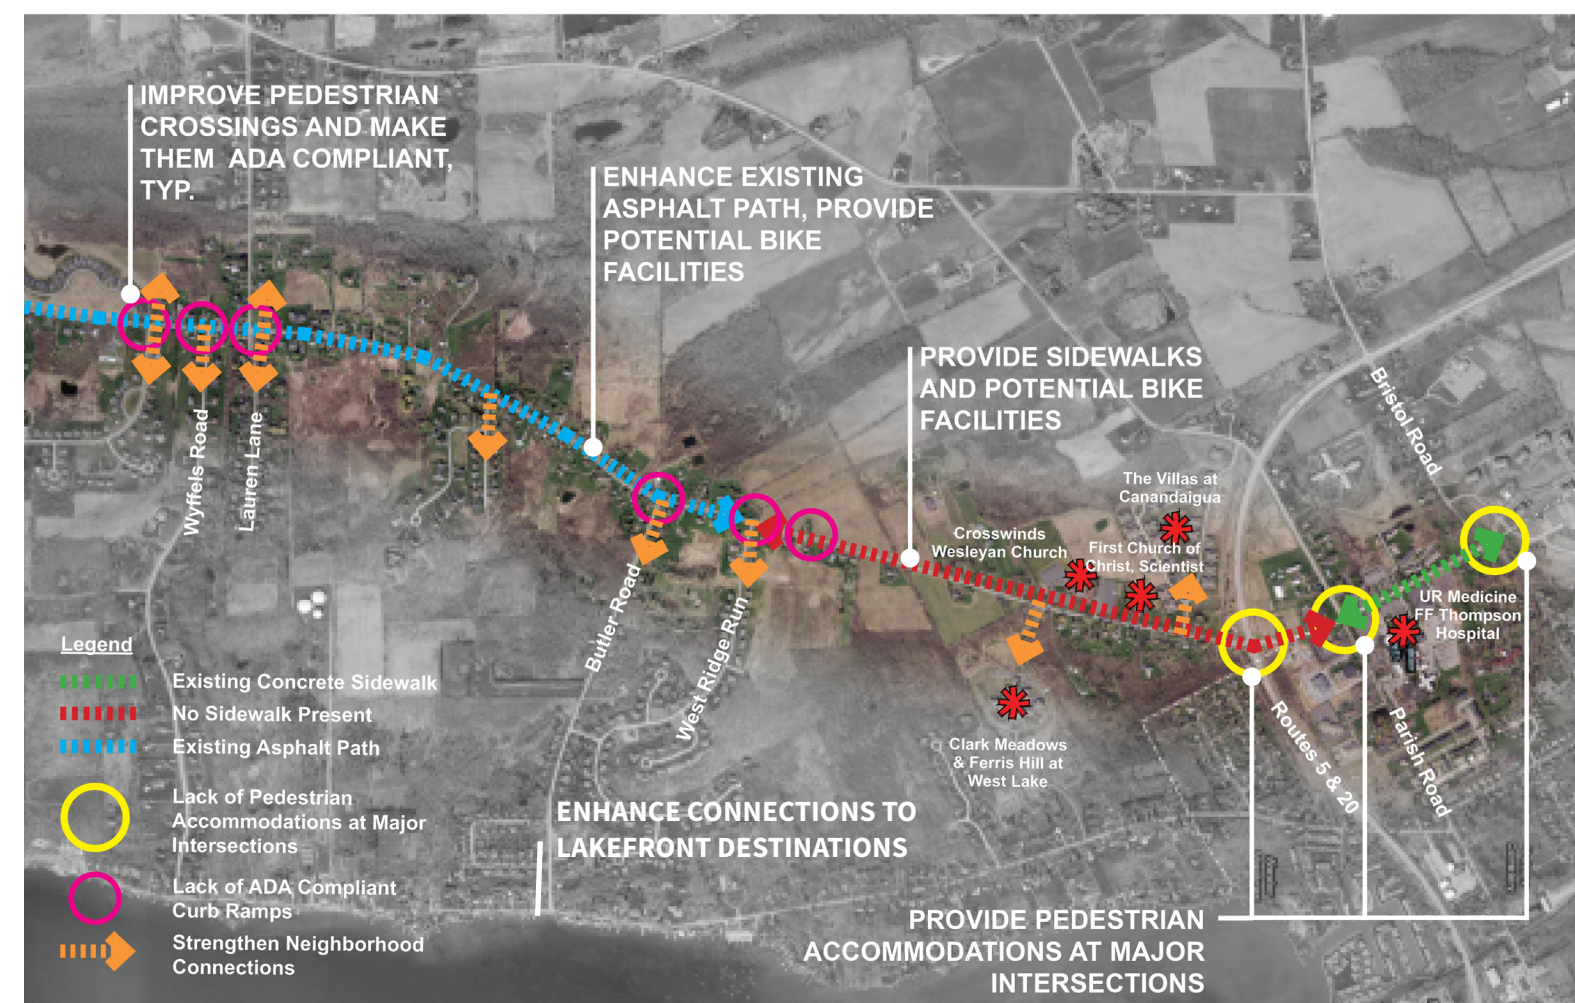 IMPROVE PEDESTRIAN
CROSSINGS AND MAKE
THEM ADA COMPLIANT,
TYP.
ENHANCE EXISTING
ASPHALT PATH, PROVIDE
POTENTIAL BIKE
FACILITIES
PROVIDE SIDEWALKS
AND POTENTIAL BIKE
FACILITIES
Bristol Road
Wyffels Road
Lauren Lane
The Villas at
Canandaigua
Crosswinds
Wesleyan Church
First Church of
Christ, Scientist
UR Medicine
FF Thompson
Hospital
Butler Road
West Ridge Run
Routes 5 & 20
Parish Road
Clark Meadows
& Ferris Hill at
West Lake
Legend
Existing Concrete Sidewalk
No Sidewalk Present
Existing Asphalt Path
Lack of Pedestrian
Accommodations at Major
Intersections
Lack of ADA Compliant
Curb Ramps
Strengthen Neighborhood
Connections
ENHANCE CONNECTIONS TO
LAKEFRONT DESTINATIONS
PROVIDE PEDESTRIAN
ACCOMMODATIONS AT MAJOR
INTERSECTIONS